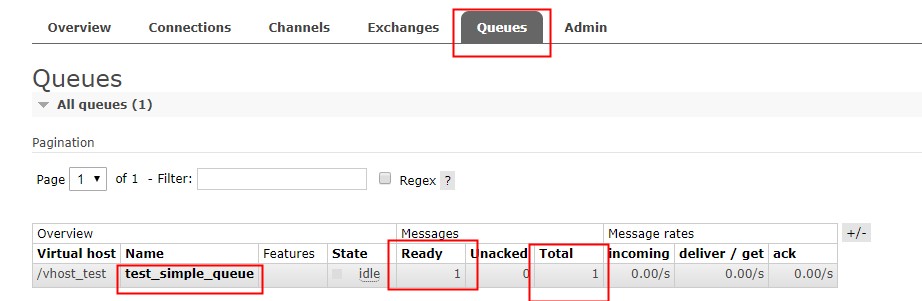 Overview Connections Channels Exchanges Queues Admin
Queues
All queues (1)
Pagination
Page 1 of 1 - Filter: Regex ?
Overview Messages Message rates +/-
Virtual host Name Features State Ready Unacked Total incoming deliver / get ack
/vhost_test test_simple_queue idle 1 0 1 0.00/s 0.00/s 0.00/s